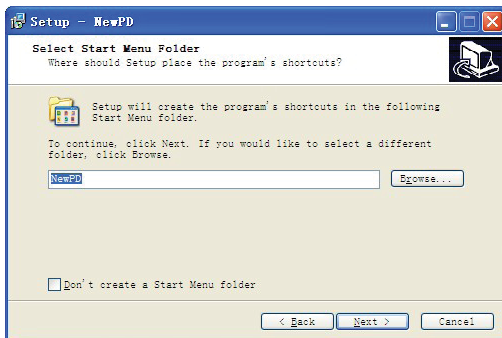 Setup - NewPD
Select Start Menu Folder
Where should Setup place the program's shortcuts?
Setup will create the program's shortcuts in the following
Start Menu folder.
To continue, click Next. If you would like to select a different
folder, click Browse.
NewPD
Browse...
Don't create a Start Menu folder
< Back
Next >
Cancel